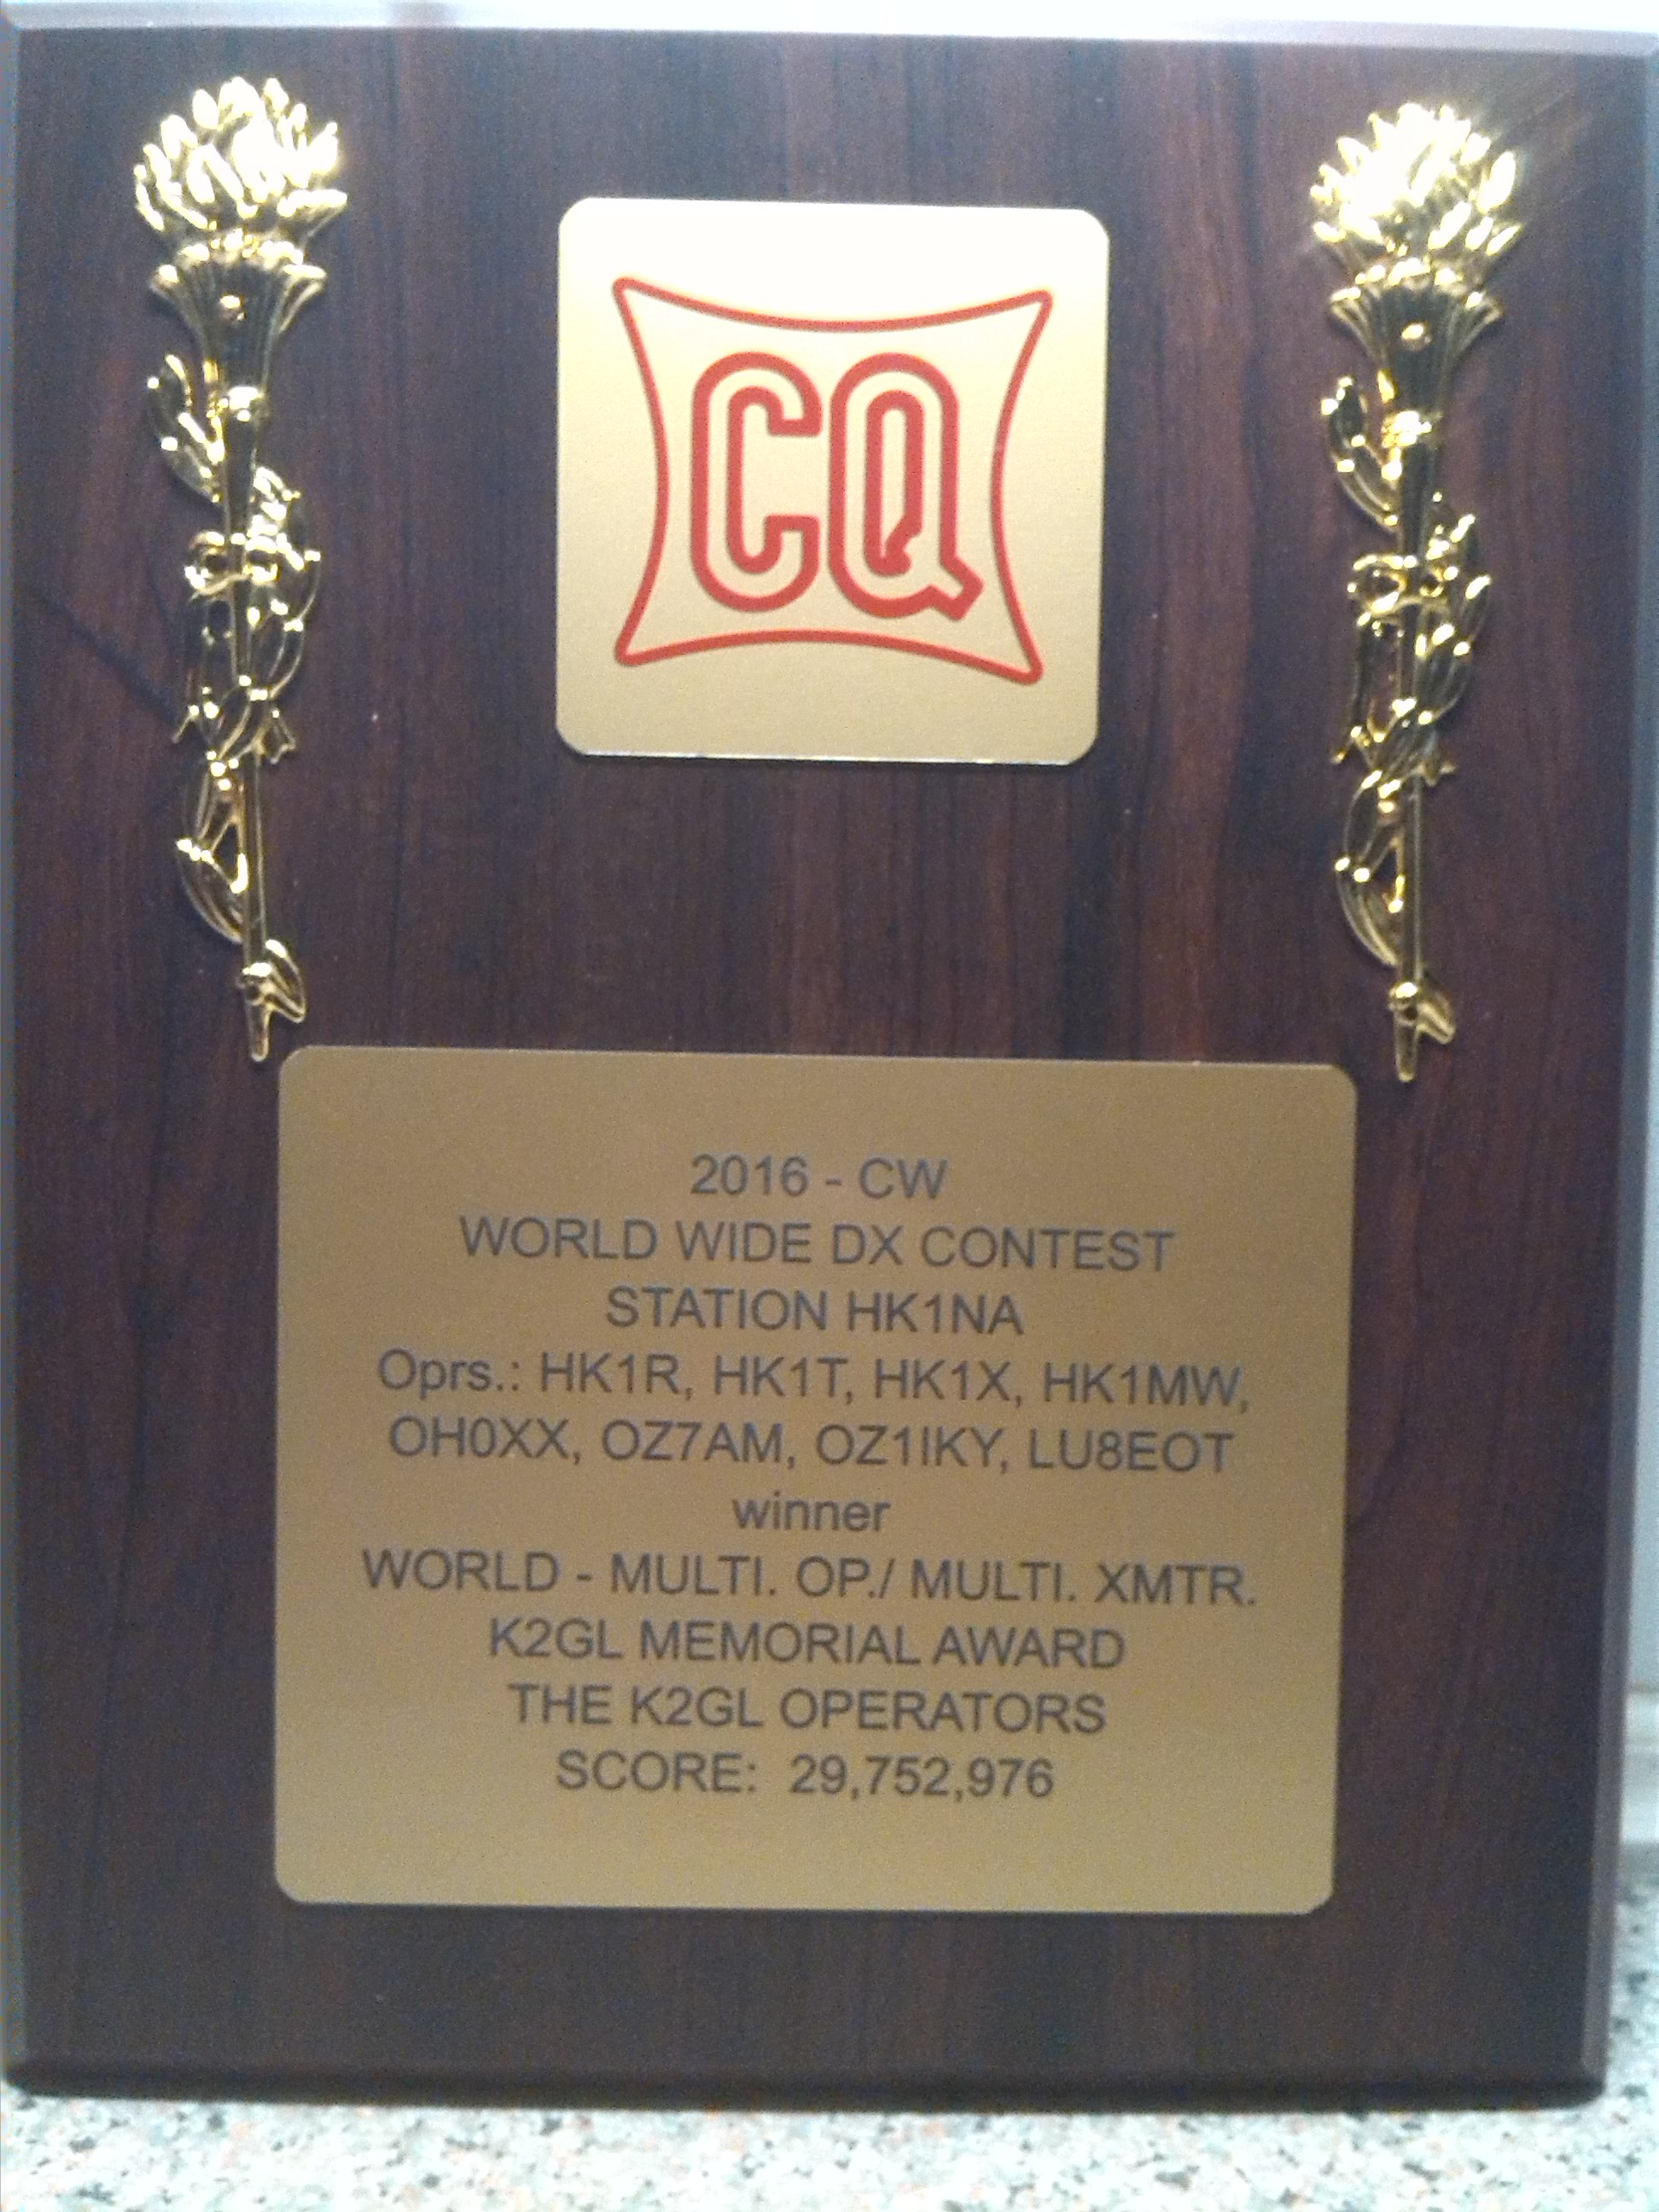 CQ
2016 - CW
WORLD WIDE DX CONTEST
STATION HK1NA
Oprs.: HK1R, HK1T, HK1X, HK1MW,
OH0XX, OZ7AM, OZ1IKY, LU8EOT
winner
WORLD - MULTI. OP./ MULTI. XMTR.
K2GL MEMORIAL AWARD
THE K2GL OPERATORS
SCORE:  29,752,976